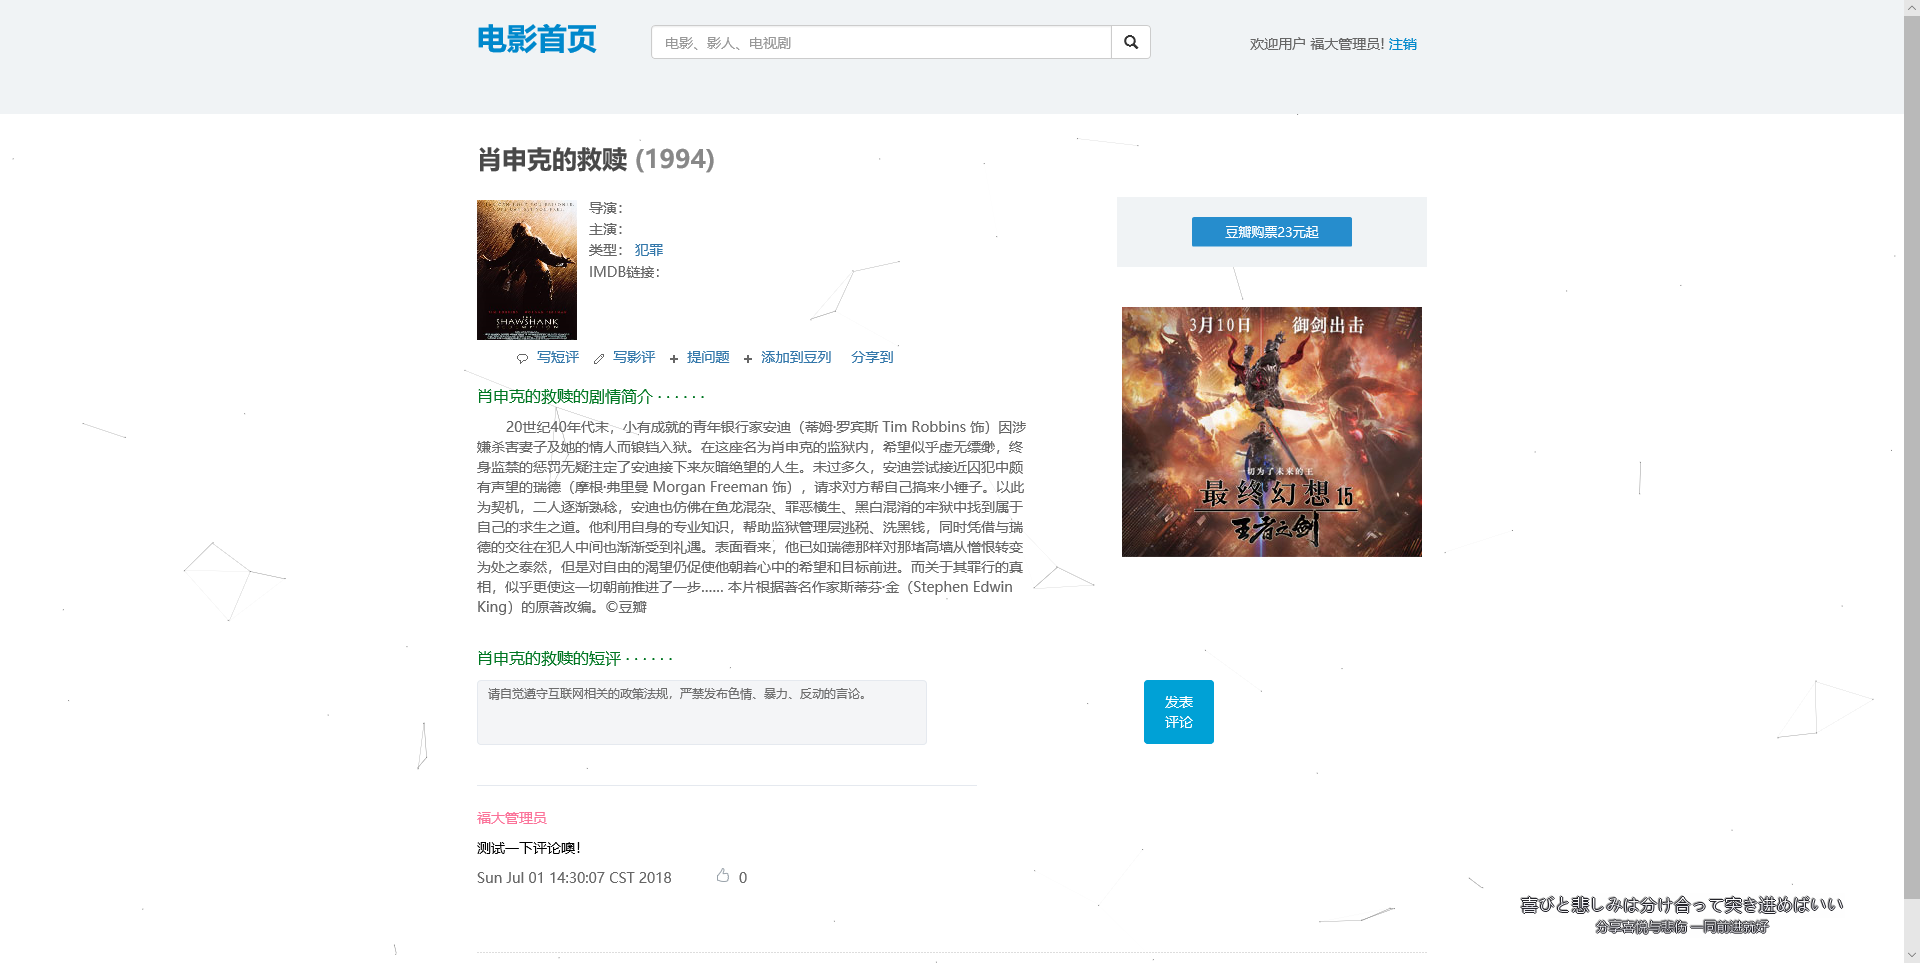 电影首页
电影、影人、电视剧
欢迎用户 福大管理员! 注销
肖申克的救赎 (1994)
导演：
主演：
类型： 犯罪
IMDB链接：
SHAWSHANK
写短评 写影评 提问题 添加到豆列 分享到
豆瓣购票23元起
3月10日 御剑出击
一切为了未来的王
最终幻想15
王者之剑
肖申克的救赎的剧情简介 · · · · · ·
20世纪40年代末，小有成就的青年银行家安迪（蒂姆·罗宾斯 Tim Robbins 饰）因涉
嫌杀害妻子及她的情人而锒铛入狱。在这座名为肖申克的监狱内，希望似乎虚无缥缈，终
身监禁的惩罚无疑注定了安迪接下来灰暗绝望的人生。未过多久，安迪尝试接近囚犯中颇
有声望的瑞德（摩根·弗里曼 Morgan Freeman 饰），请求对方帮自己搞来小锤子。以此
为契机，二人逐渐熟稔，安迪也仿佛在鱼龙混杂、罪恶横生、黑白混淆的牢狱中找到属于
自己的求生之道。他利用自身的专业知识，帮助监狱管理层逃税、洗黑钱，同时凭借与瑞
德的交往在犯人中间也渐渐受到礼遇。表面看来，他已如瑞德那样对那堵高墙从憎恨转变
为处之泰然，但是对自由的渴望仍促使他朝着心中的希望和目标前进。而关于其罪行的真
相，似乎更使这一切朝前推进了一步…… 本片根据著名作家斯蒂芬·金（Stephen Edwin
King）的原著改编。©豆瓣
肖申克的救赎的短评 · · · · · ·
请自觉遵守互联网相关的政策法规，严禁发布色情、暴力、反动的言论。
发表
评论
福大管理员
测试一下评论噢！
Sun Jul 01 14:30:07 CST 2018 0
喜びと悲しみは分け合って突き進めばいい
分享喜悦与悲伤 一同前进就好